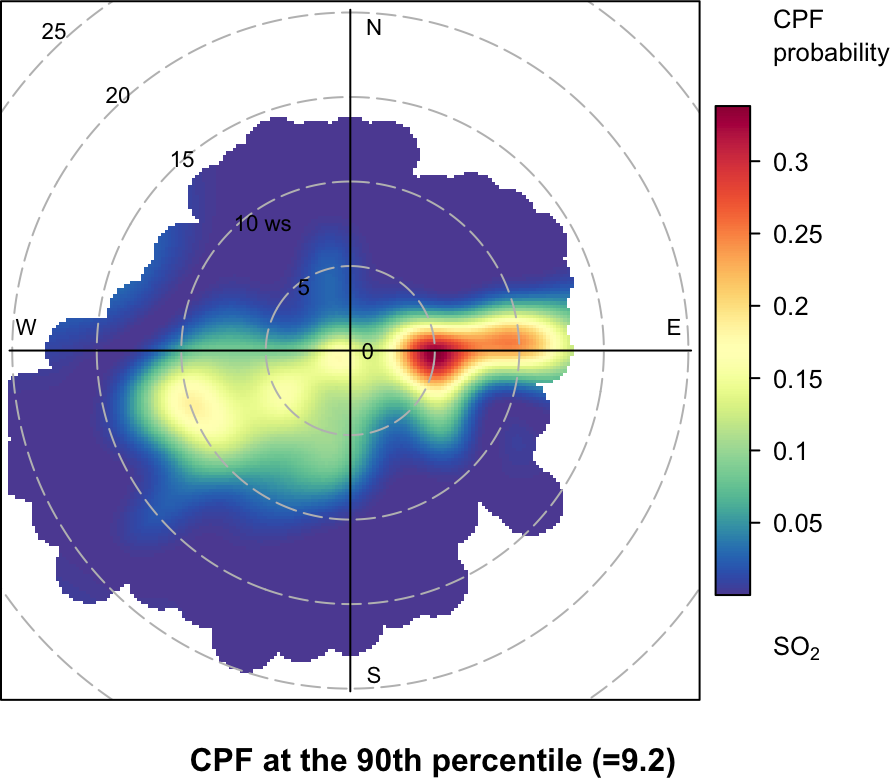 CPF
probability
25
N
20
15
10 ws
5
W
E
0
S
0.3
0.25
0.2
0.15
0.1
0.05
SO₂
CPF at the 90th percentile (=9.2)